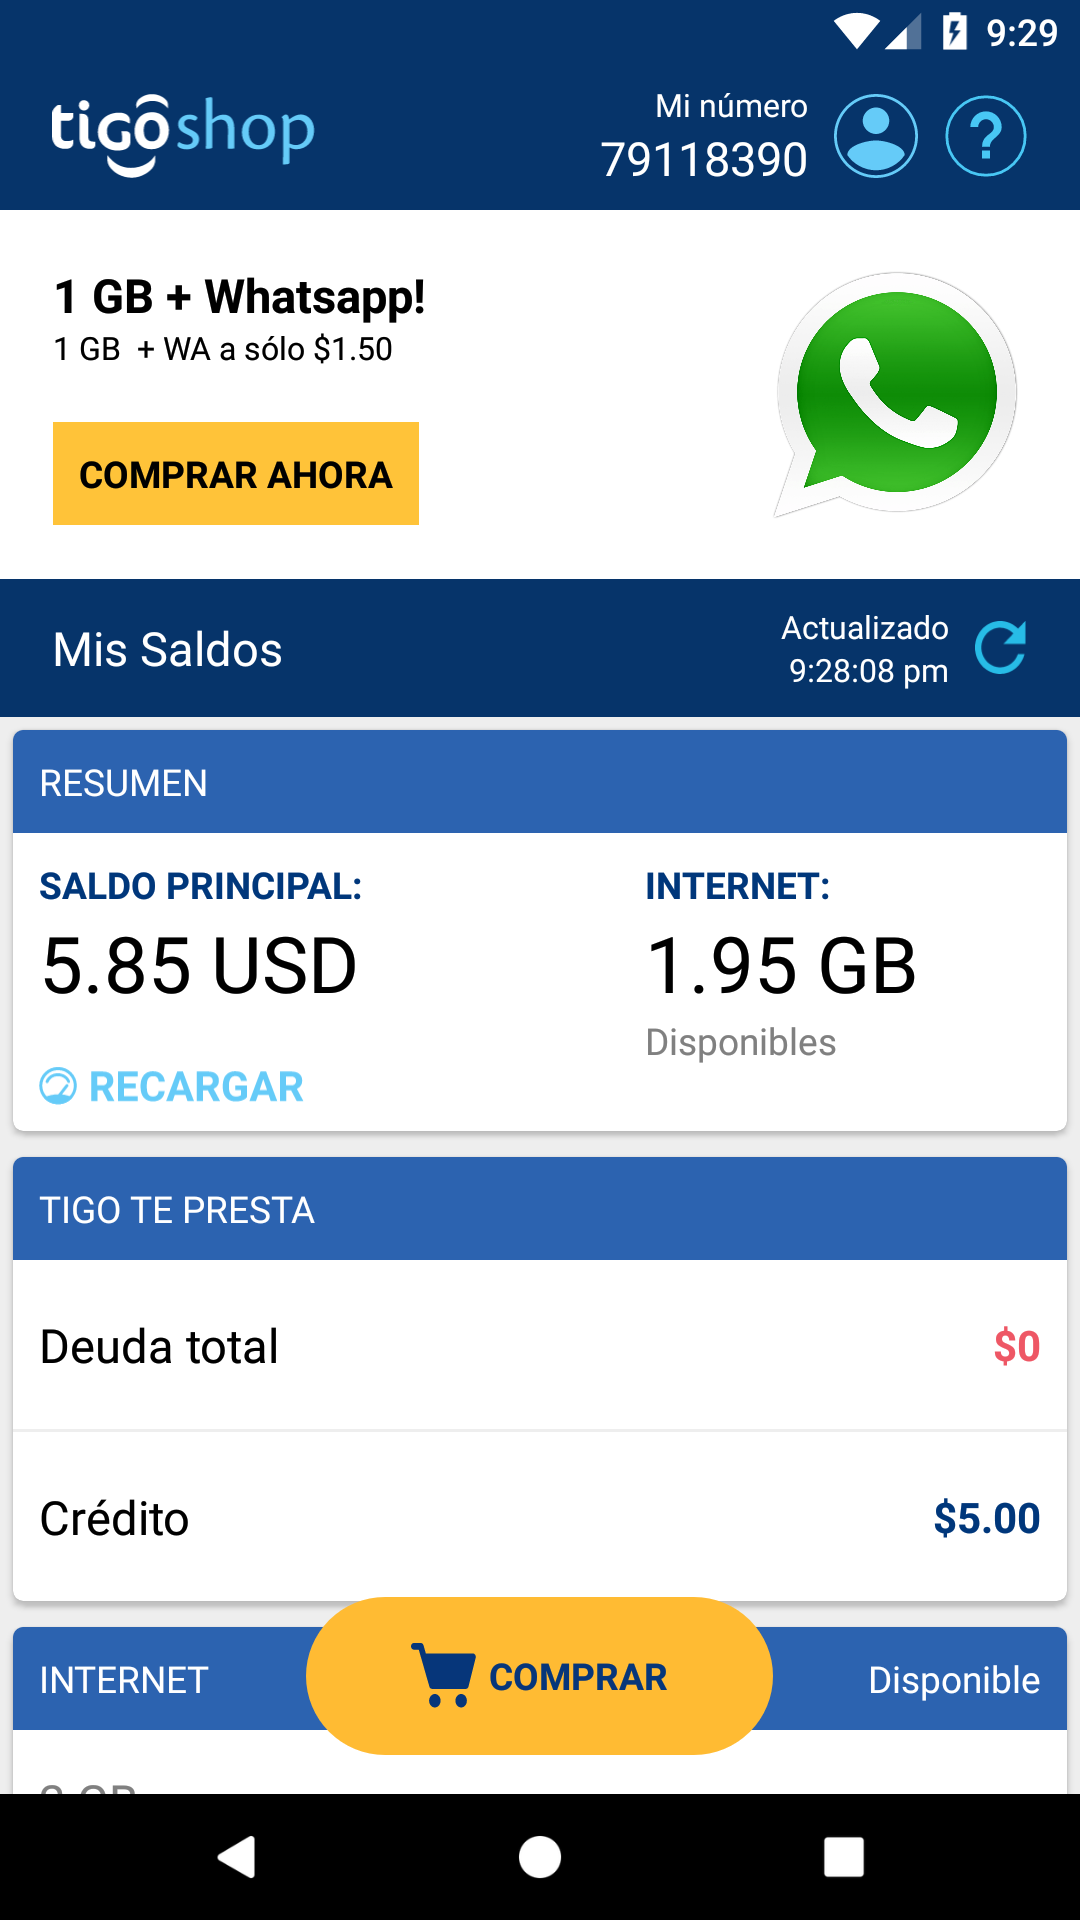 9:29
tigoshop
Mi número
79118390
1 GB + Whatsapp!
1 GB + WA a sólo $1.50
COMPRAR AHORA
Mis Saldos
Actualizado
9:28:08 pm
RESUMEN
SALDO PRINCIPAL:
INTERNET:
5.85 USD
1.95 GB
Disponibles
RECARGAR
TIGO TE PRESTA
Deuda total
$0
Crédito
$5.00
INTERNET
COMPRAR
Disponible